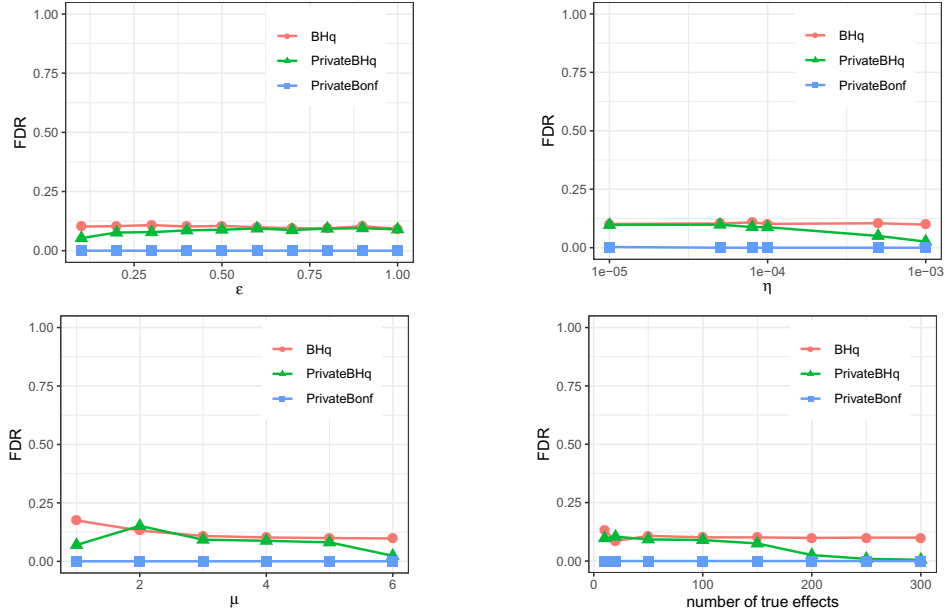 1.00
0.75
0.50
0.25
0.00
FDR
BHq
PrivateBHq
PrivateBonf
0.25
0.50
0.75
1.00
ε
1.00
0.75
0.50
0.25
0.00
FDR
BHq
PrivateBHq
PrivateBonf
1e−05
1e−04
1e−03
η
1.00
0.75
0.50
0.25
0.00
FDR
BHq
PrivateBHq
PrivateBonf
2
4
6
μ
1.00
0.75
0.50
0.25
0.00
FDR
BHq
PrivateBHq
PrivateBonf
0
100
200
300
number of true effects